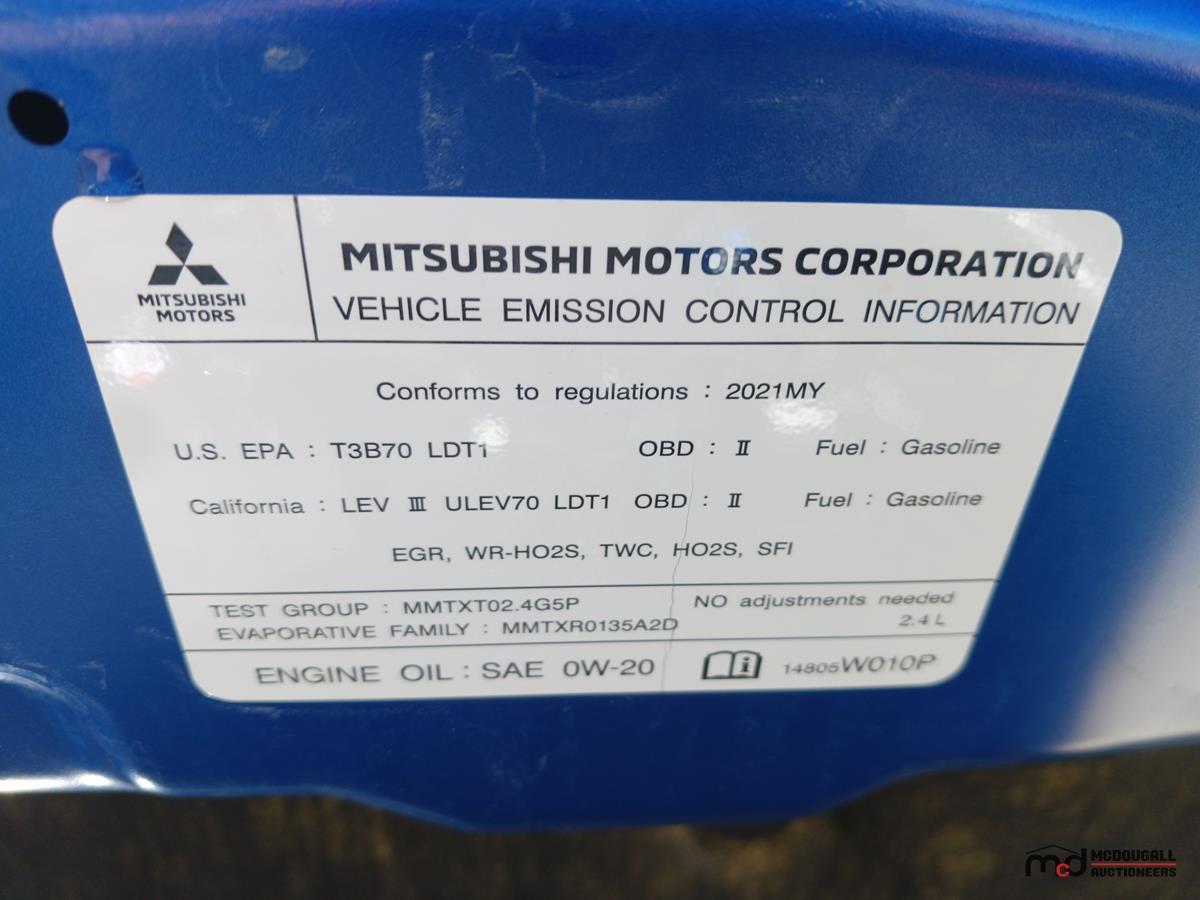 MITSUBISHI
MOTORS
MITSUBISHI MOTORS CORPORATION
VEHICLE EMISSION CONTROL INFORMATION
Conforms to regulations : 2021MY
U.S. EPA : T3B70 LDT1 OBD : Ⅱ Fuel : Gasoline
California : LEV Ⅲ ULEV70 LDT1 OBD : Ⅱ Fuel : Gasoline
EGR, WR-HO2S, TWC, HO2S, SFI
TEST GROUP : MMTXT02.4G5P NO adjustments needed
EVAPORATIVE FAMILY : MMTXR0135A2D 2.4 L
ENGINE OIL : SAE 0W-20 14805W010P
mcd MCDOUGALL
AUCTIONEERS